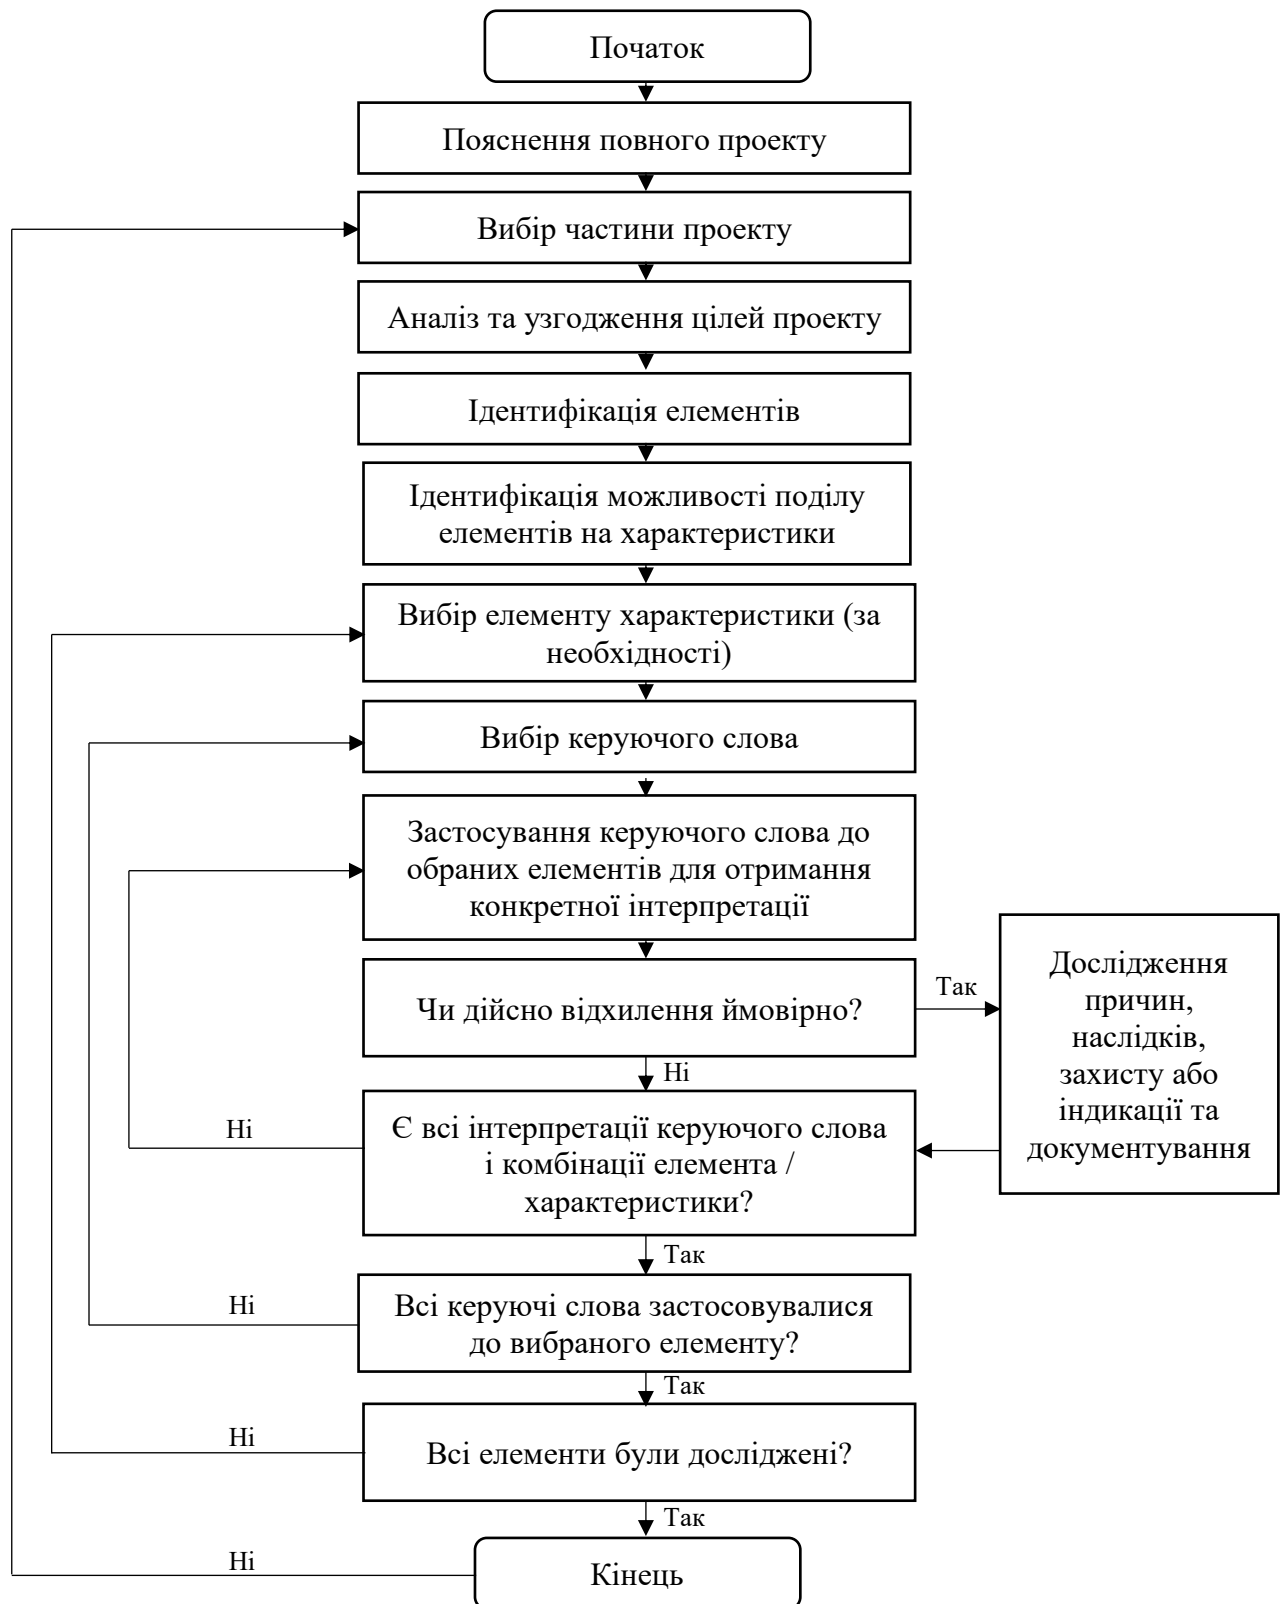 Початок
Пояснення повного проекту
Вибір частини проекту
Аналіз та узгодження цілей проекту
Ідентифікація елементів
Ідентифікація можливості поділу
елементів на характеристики
Вибір елементу характеристики (за
необхідності)
Вибір керуючого слова
Застосування керуючого слова до
обраних елементів для отримання
конкретної інтерпретації
Чи дійсно відхилення ймовірно?
Так
Дослідження
причин,
наслідків,
захисту або
індикації та
документування
Ні
Є всі інтерпретації керуючого слова
і комбінації елемента /
характеристики?
Ні
Так
Всі керуючі слова застосовувалися
до вибраного елементу?
Ні
Так
Всі елементи були досліджені?
Ні
Так
Кінець
Ні